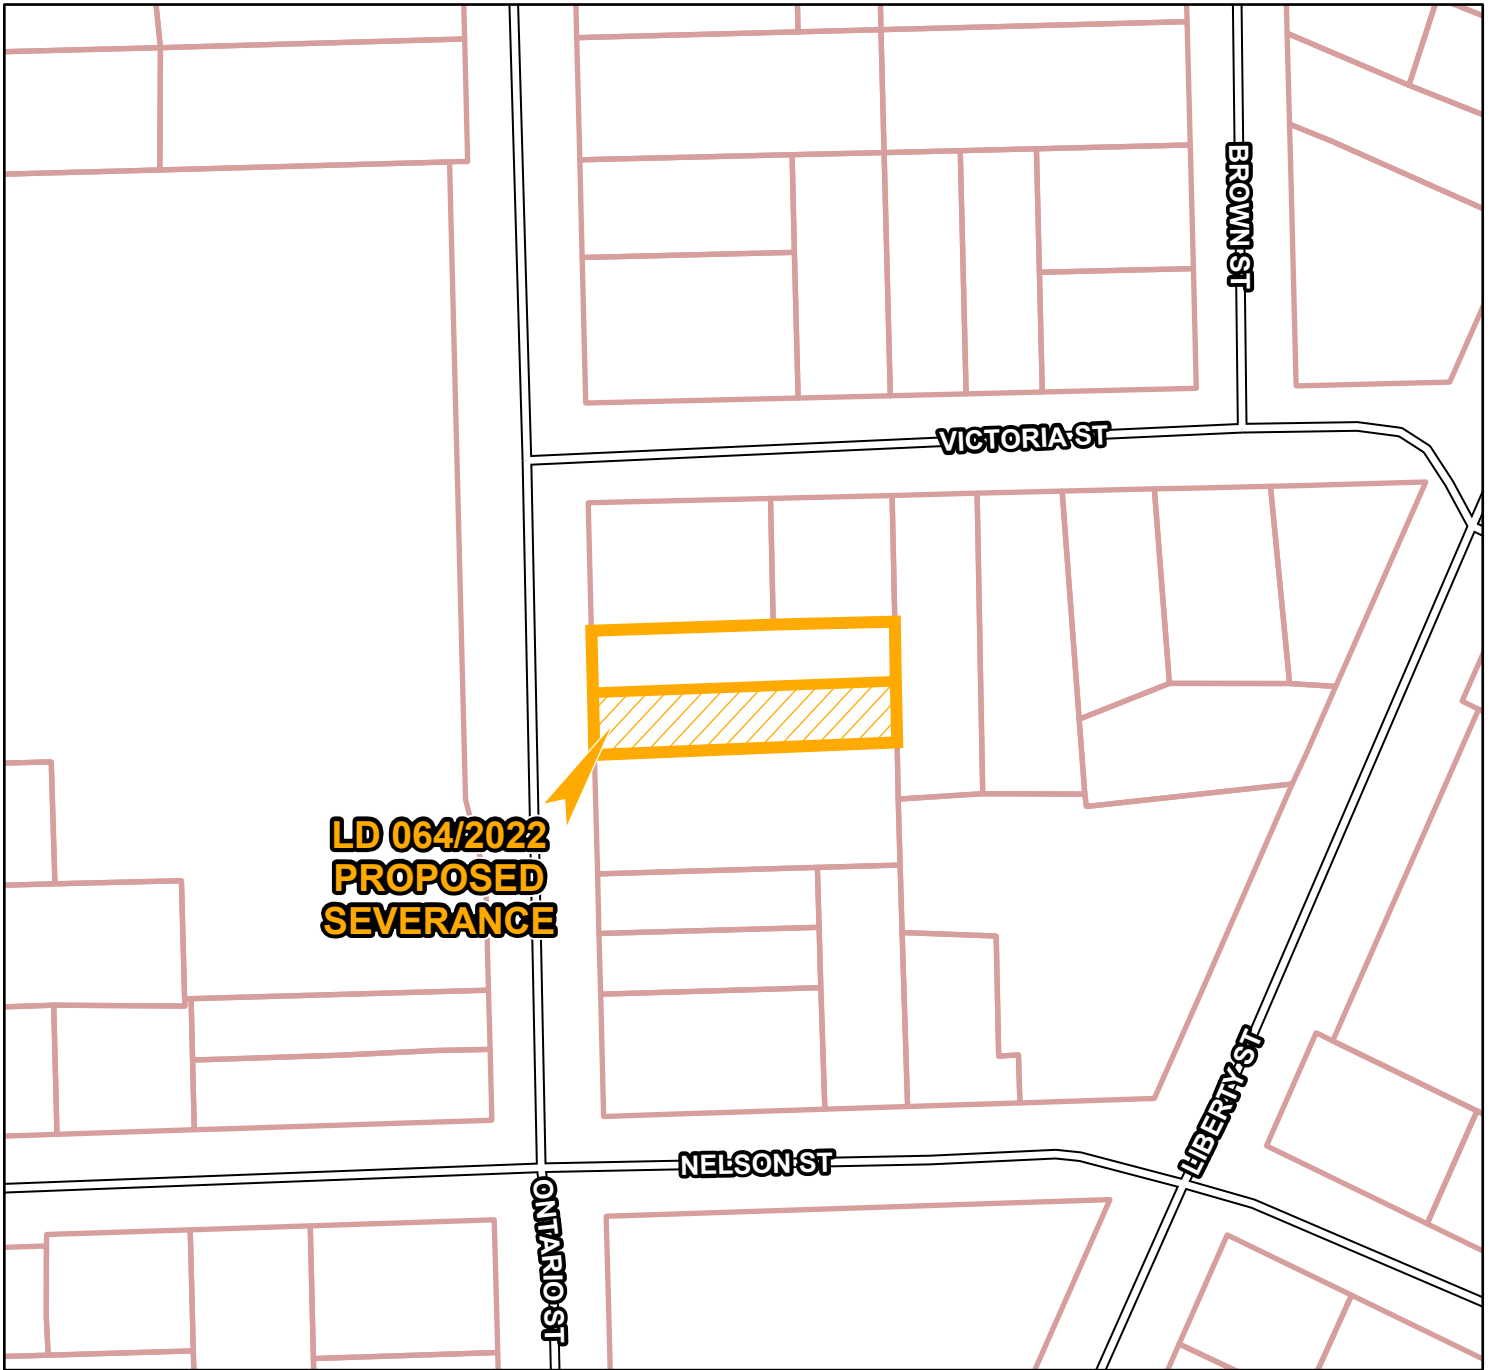 BROWN ST
VICTORIA ST
LD 064/2022
PROPOSED
SEVERANCE
LIBERTY ST
NELSON ST
ONTARIO ST